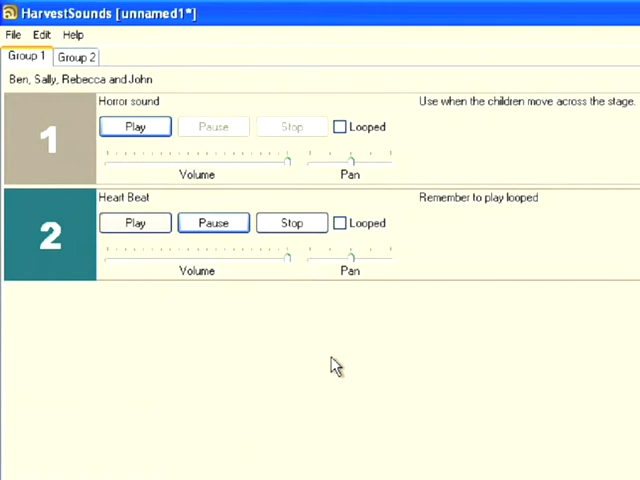 HarvestSounds [unnamed1*]
File Edit Help
Group 1 Group 2
Ben, Sally, Rebecca and John
1
Horror sound
Use when the children move across the stage.
Play Pause Stop Looped
Volume Pan
2
Heart Beat
Remember to play looped
Play Pause Stop Looped
Volume Pan